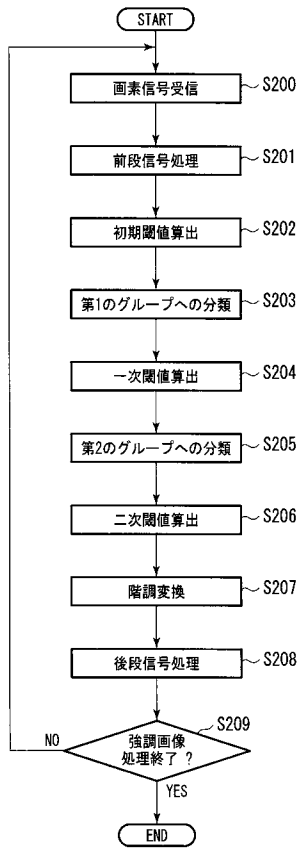 START
画素信号受信
S200
前段信号処理
S201
初期閾値算出
S202
第1のグループへの分類
S203
一次閾値算出
S204
第2のグループへの分類
S205
二次閾値算出
S206
階調変換
S207
後段信号処理
S208
S209
強調画像
処理終了 ?
NO
YES
END